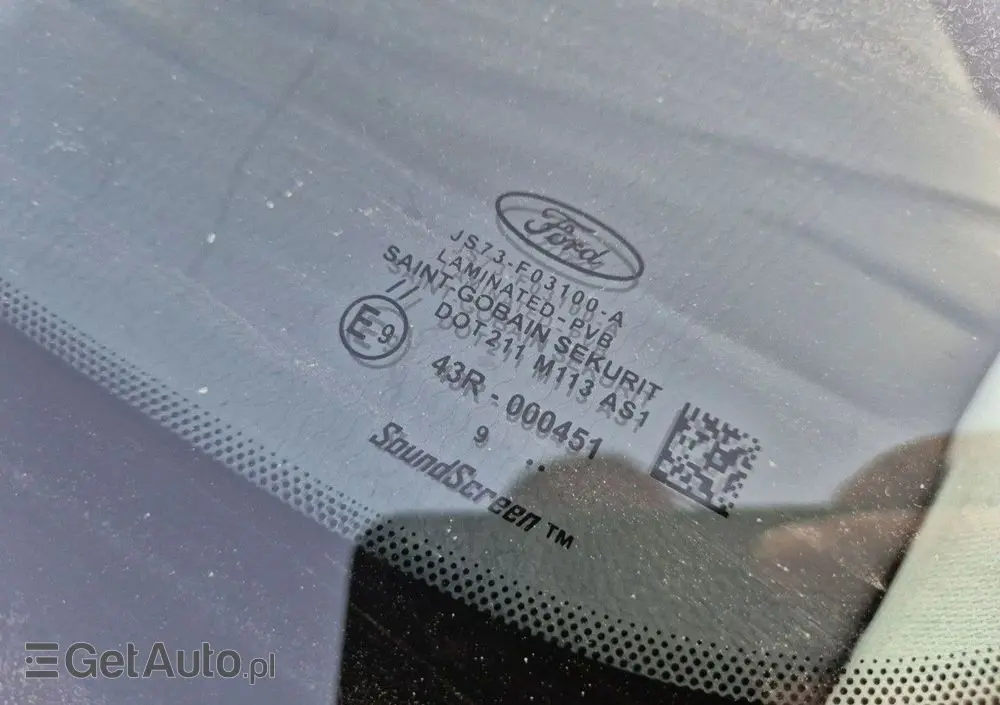 Ford
JS73-F03100-A
LAMINATED-PVB
SAINT-GOBAIN SEKURIT
DOT211 M113 AS1
E9
43R - 000451
9
..
SoundScreen™
GetAuto.pl